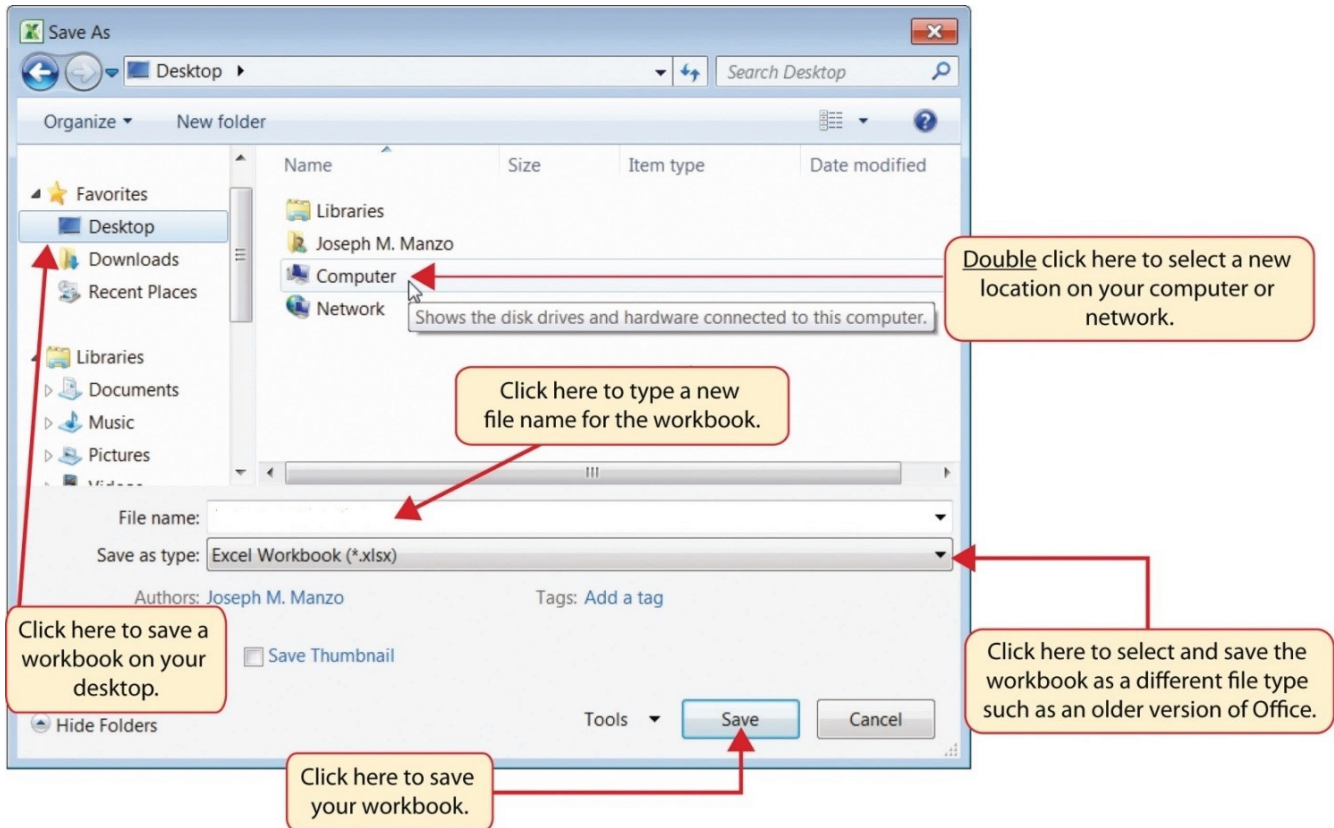 Save As
Desktop
Search Desktop
Organize
New folder
Name
Size
Item type
Date modified
Favorites
Desktop
Downloads
Recent Places
Libraries
Documents
Music
Pictures
Libraries
Joseph M. Manzo
Computer
Network
Shows the disk drives and hardware connected to this computer.
Double click here to select a new
location on your computer or
network.
Click here to type a new
file name for the workbook.
File name:
Save as type: Excel Workbook (*.xlsx)
Authors: Joseph M. Manzo
Tags: Add a tag
Click here to save a
workbook on your
desktop.
Save Thumbnail
Click here to select and save the
workbook as a different file type
such as an older version of Office.
Hide Folders
Tools
Save
Cancel
Click here to save
your workbook.